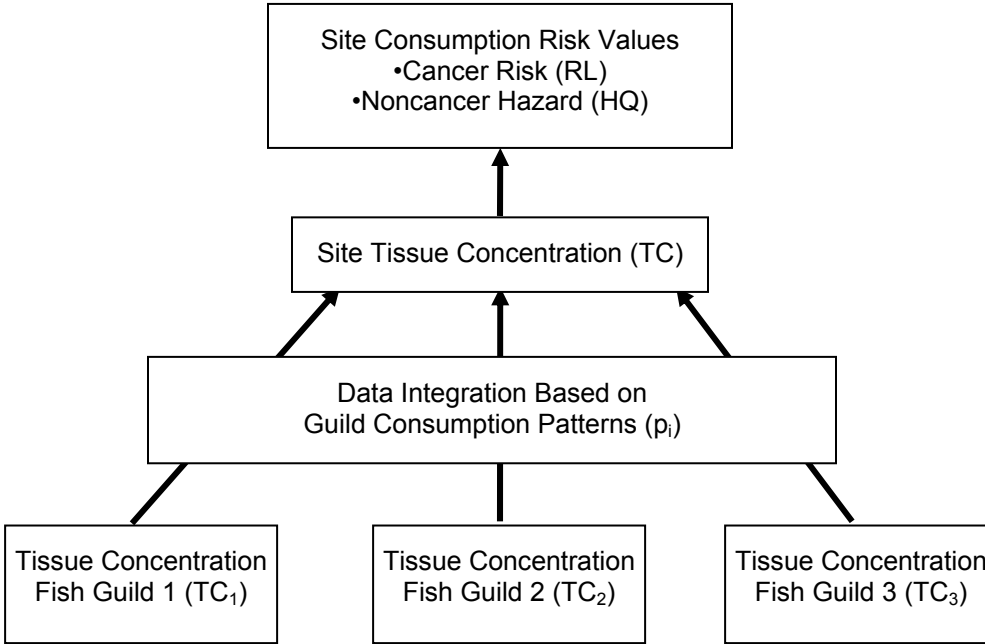 Site Consumption Risk Values
•Cancer Risk (RL)
•Noncancer Hazard (HQ)
Site Tissue Concentration (TC)
Data Integration Based on
Guild Consumption Patterns (pᵢ)
Tissue Concentration
Fish Guild 1 (TC₁)
Tissue Concentration
Fish Guild 2 (TC₂)
Tissue Concentration
Fish Guild 3 (TC₃)